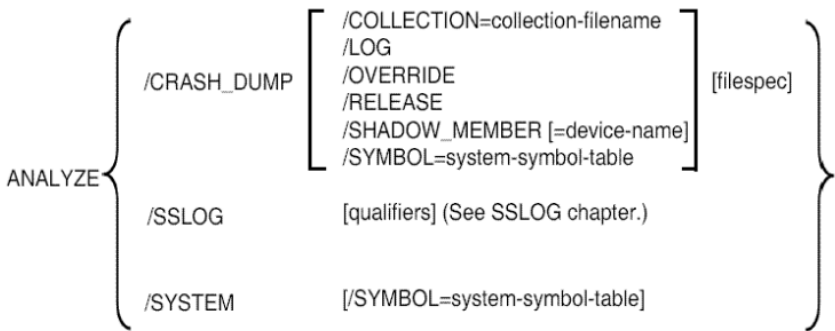 /COLLECTION=collection-filename
/LOG
/OVERRIDE
/CRASH_DUMP [filespec]
/RELEASE
/SHADOW_MEMBER [=device-name]
/SYMBOL=system-symbol-table
ANALYZE
/SSLOG [qualifiers] (See SSLOG chapter.)
/SYSTEM [/SYMBOL=system-symbol-table]